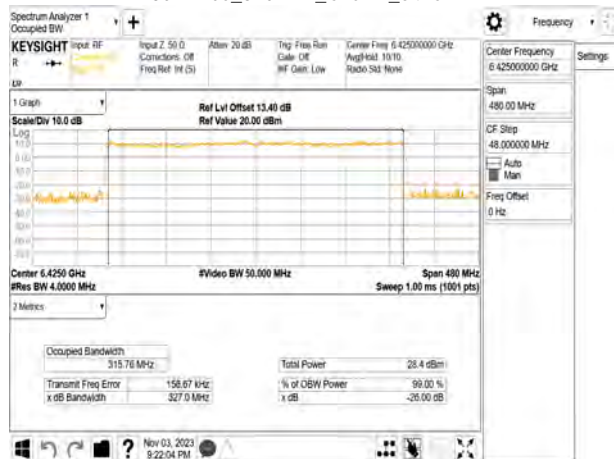 Spectrum Analyzer 1
Occupied BW
Frequency
KEYSIGHT Input: RF
R
Input Z: 50 Ω
Corrections: Off
Freq Ref: Int (S)
Atten: 20 dB
Trig: Free Run
Gate: Off
#IF Gain: Low
Center Freq: 6.425000000 GHz
Avg|Hold: 10/10
Radio Std: None
Center Frequency
6.425000000 GHz
Settings
Span
480.00 MHz
CF Step
48.000000 MHz
Auto
Man
Freq Offset
0 Hz
1 Graph
Scale/Div 10.0 dB
Ref Lvl Offset 13.40 dB
Ref Value 20.00 dBm
Log
10.0
0.00
Center 6.4250 GHz
#Res BW 4.0000 MHz
#Video BW 50.000 MHz
Span 480 MHz
Sweep 1.00 ms (1001 pts)
2 Metrics
Occupied Bandwidth
315.76 MHz
Total Power 28.4 dBm
Transmit Freq Error 158.67 kHz
% of OBW Power 99.00 %
x dB Bandwidth 327.0 MHz
x dB -26.00 dB
Nov 03, 2023
9:22:04 PM